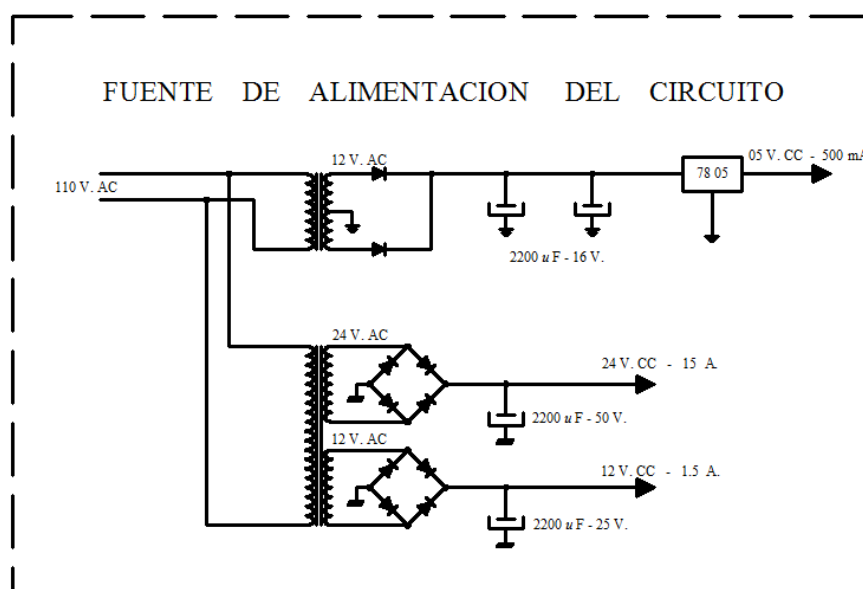 FUENTE DE ALIMENTACION DEL CIRCUITO
12 V. AC
05 V. CC - 500 mA
110 V. AC
78 05
2200 u F - 16 V.
24 V. AC
24 V. CC - 15 A.
2200 u F - 50 V.
12 V. AC
12 V. CC - 1.5 A.
2200 u F - 25 V.